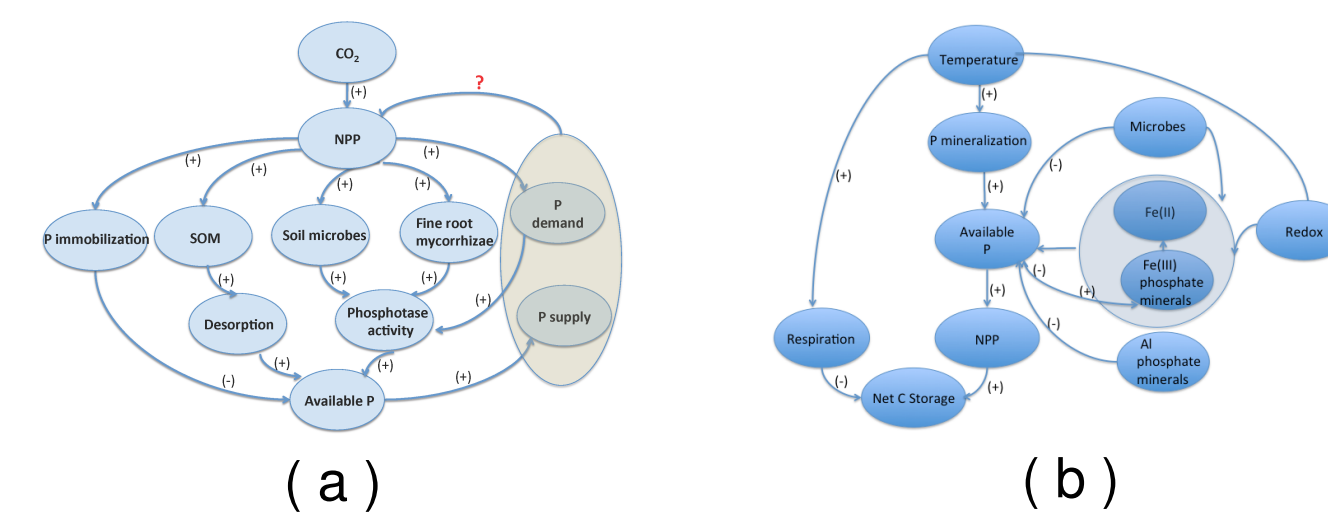 CO2
(+)
?
NPP
(+)
(+)
(+)
(+)
(+)
P immobilization
SOM
Soil microbes
Fine root
mycorrhizae
P
demand
(+)
(+)
(+)
(+)
Desorption
Phosphotase
activity
P supply
(+)
(+)
(-)
(+)
Available P
( a )
Temperature
(+)
Microbes
P mineralization
(-)
(+)
(+)
Fe(II)
Available
P
Redox
(-)
Fe(III)
phosphate
minerals
(+)
(+)
(-)
Respiration
NPP
Al
phosphate
minerals
(-)
(+)
Net C Storage
( b )